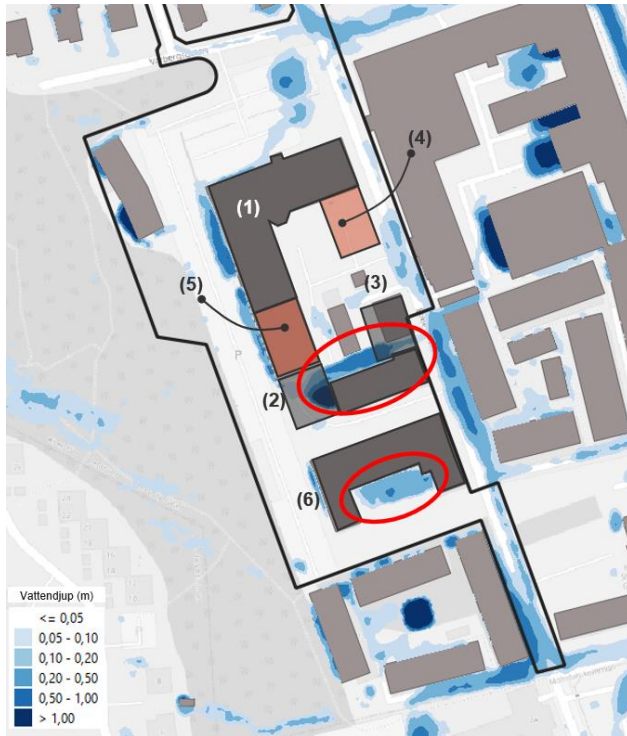 (4)
(1)
(3)
(5)
P
(2)
(6)
Vattendjup (m)
<= 0,05
0,05 - 0,10
0,10 - 0,20
0,20 - 0,50
0,50 - 1,00
> 1,00